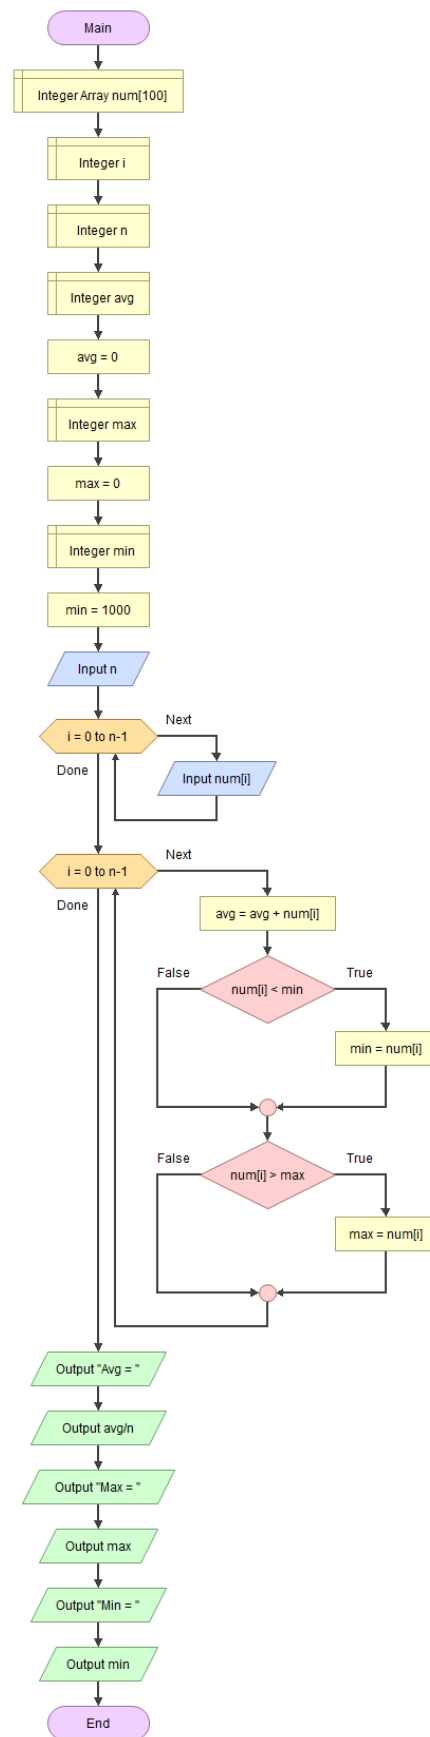 Main
Integer Array num[100]
Integer i
Integer n
Integer avg
avg = 0
Integer max
max = 0
Integer min
min = 1000
Input n
i = 0 to n-1
Next
Input num[i]
Done
i = 0 to n-1
Next
Done
avg = avg + num[i]
False
num[i] < min
True
min = num[i]
False
num[i] > max
True
max = num[i]
Output "Avg = "
Output avg/n
Output "Max = "
Output max
Output "Min = "
Output min
End